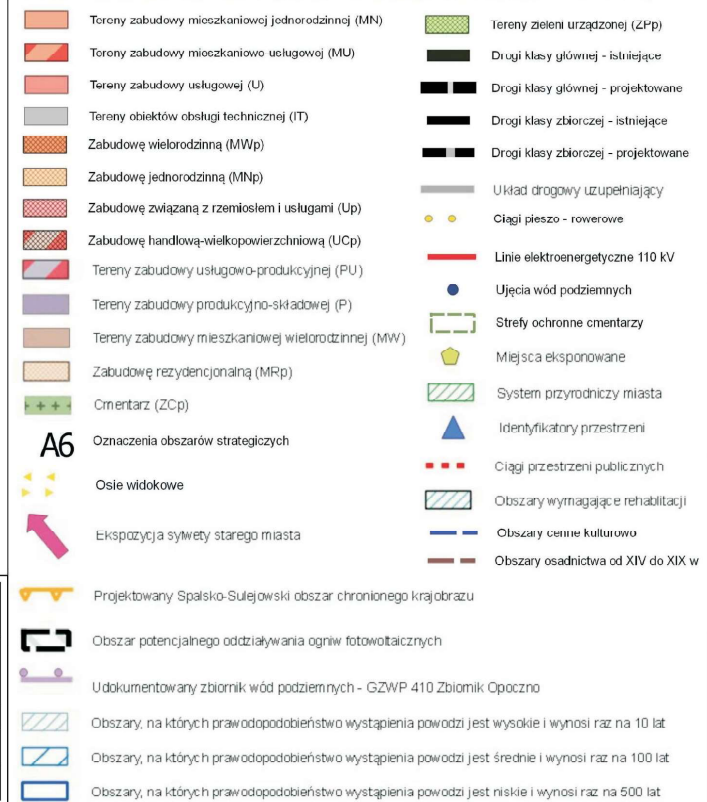 Tereny zabudowy mieszkaniowej jednorodzinnej (MN)
Tereny zabudowy mieszkaniowo-usługowej (MU)
Tereny zabudowy usługowej (U)
Tereny obiektów obsługi technicznej (IT)
Zabudowę wielorodzinną (MWp)
Zabudowę jednorodzinną (MNp)
Zabudowę związaną z rzemiosłem i usługami (Up)
Zabudowę handlową-wielkopowierzchniową (UCp)
Tereny zabudowy usługowo-produkcyjnej (PU)
Tereny zabudowy produkcyjno-składowej (P)
Tereny zabudowy mieszkaniowej wielorodzinnej (MW)
Zabudowę rezydencjonalną (MRp)
Cmentarz (ZCp)
A6 Oznaczenia obszarów strategiczych
Osie widokowe
Ekspozycja sylwety starego miasta
Tereny zieleni urządzonej (ZPp)
Drogi klasy głównej - istniejące
Drogi klasy głównej - projektowane
Drogi klasy zbiorczej - istniejące
Drogi klasy zbiorczej - projektowane
Układ drogowy uzupełniający
Ciągi pieszo - rowerowe
Linie elektroenergetyczne 110 kV
Ujęcia wód podziemnych
Strefy ochronne cmentarzy
Miejsca eksponowane
System przyrodniczy miasta
Identyfikatory przestrzeni
Ciągi przestrzeni publicznych
Obszary wymagające rehablitacji
Obszary cenne kulturowo
Obszary osadnictwa od XIV do XIX w
Projektowany Spalsko-Sulejowski obszar chronionego krajobrazu
Obszar potencjalnego oddziaływania ogniw fotowoltaicznych
Udokumentowany zbiornik wód podziemnych - GZWP 410 Zbiornik Opoczno
Obszary, na których prawodopodobieństwo wystąpienia powodzi jest wysokie i wynosi raz na 10 lat
Obszary, na których prawodopodobieństwo wystąpienia powodzi jest średnie i wynosi raz na 100 lat
Obszary, na których prawodopodobieństwo wystąpienia powodzi jest niskie i wynosi raz na 500 lat